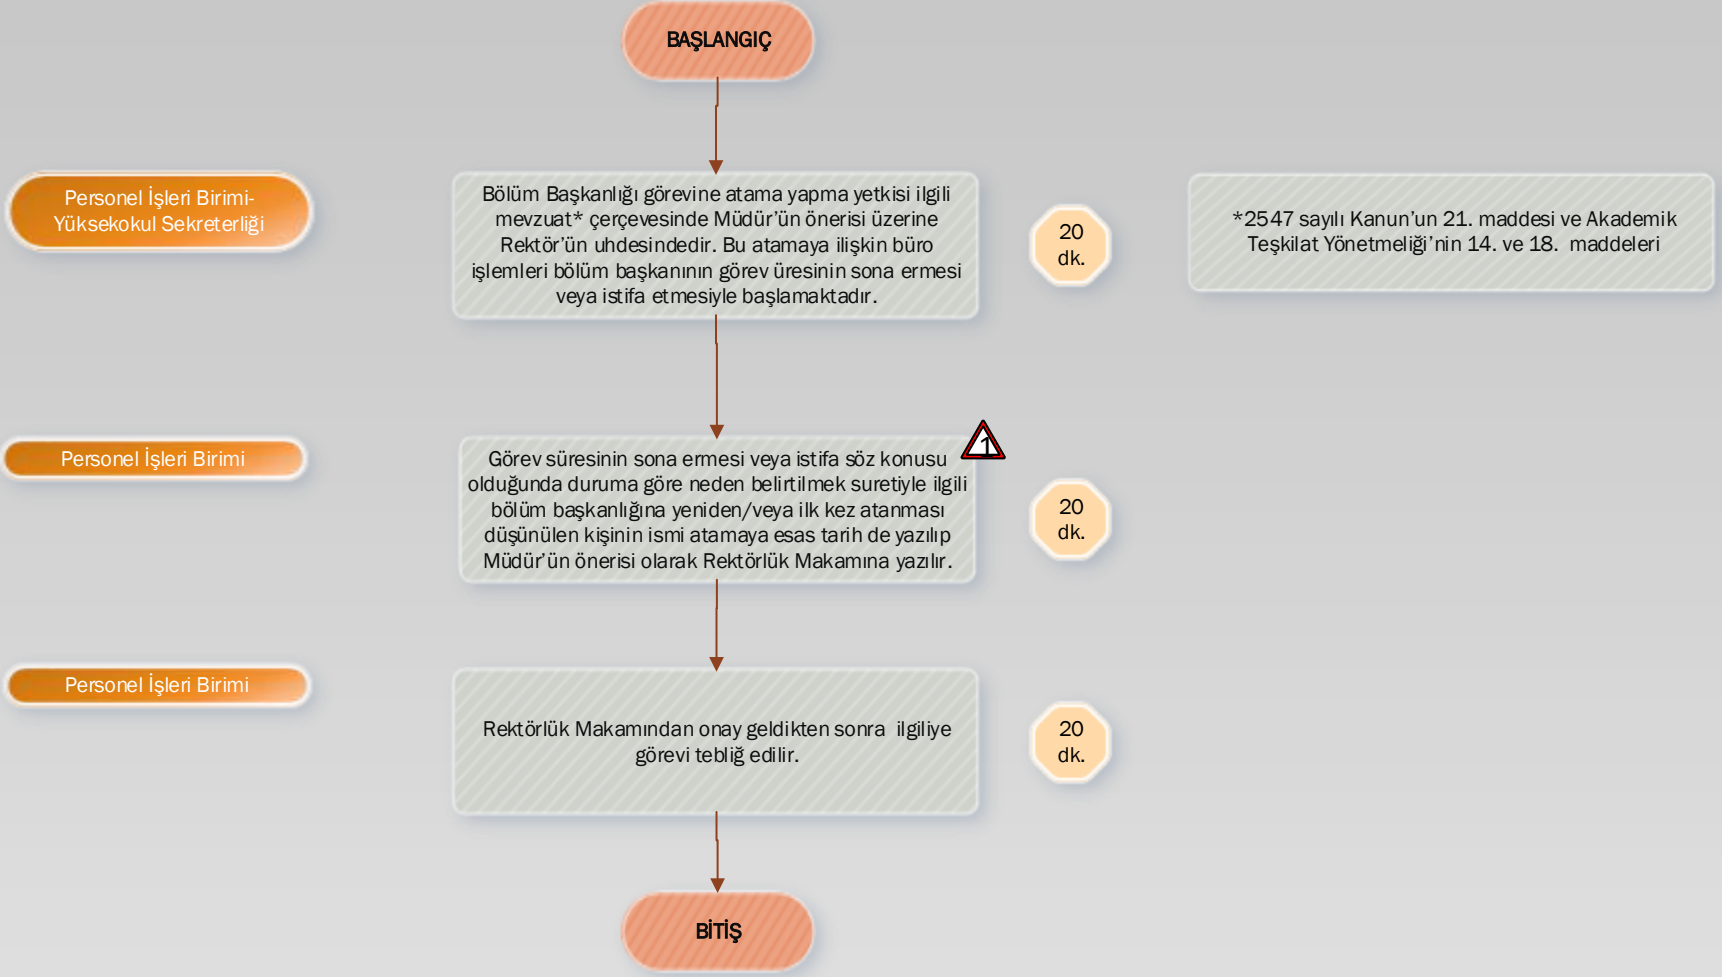 BAŞLANGIÇ
Personel İşleri Birimi-
Yüksekokul Sekreterliği
Bölüm Başkanlığı görevine atama yapma yetkisi ilgili
mevzuat* çerçevesinde Müdür’ün önerisi üzerine
Rektör’ün uhdesindedir. Bu atamaya ilişkin büro
işlemleri bölüm başkanının görev üresinin sona ermesi
veya istifa etmesiyle başlamaktadır.
20
dk.
*2547 sayılı Kanun’un 21. maddesi ve Akademik
Teşkilat Yönetmeliği’nin 14. ve 18. maddeleri
Personel İşleri Birimi
1
Görev süresinin sona ermesi veya istifa söz konusu
olduğunda duruma göre neden belirtilmek suretiyle ilgili
bölüm başkanlığına yeniden/veya ilk kez atanması
düşünülen kişinin ismi atamaya esas tarih de yazılıp
Müdür’ün önerisi olarak Rektörlük Makamına yazılır.
20
dk.
Personel İşleri Birimi
Rektörlük Makamından onay geldikten sonra ilgiliye
görevi tebliğ edilir.
20
dk.
BİTİŞ